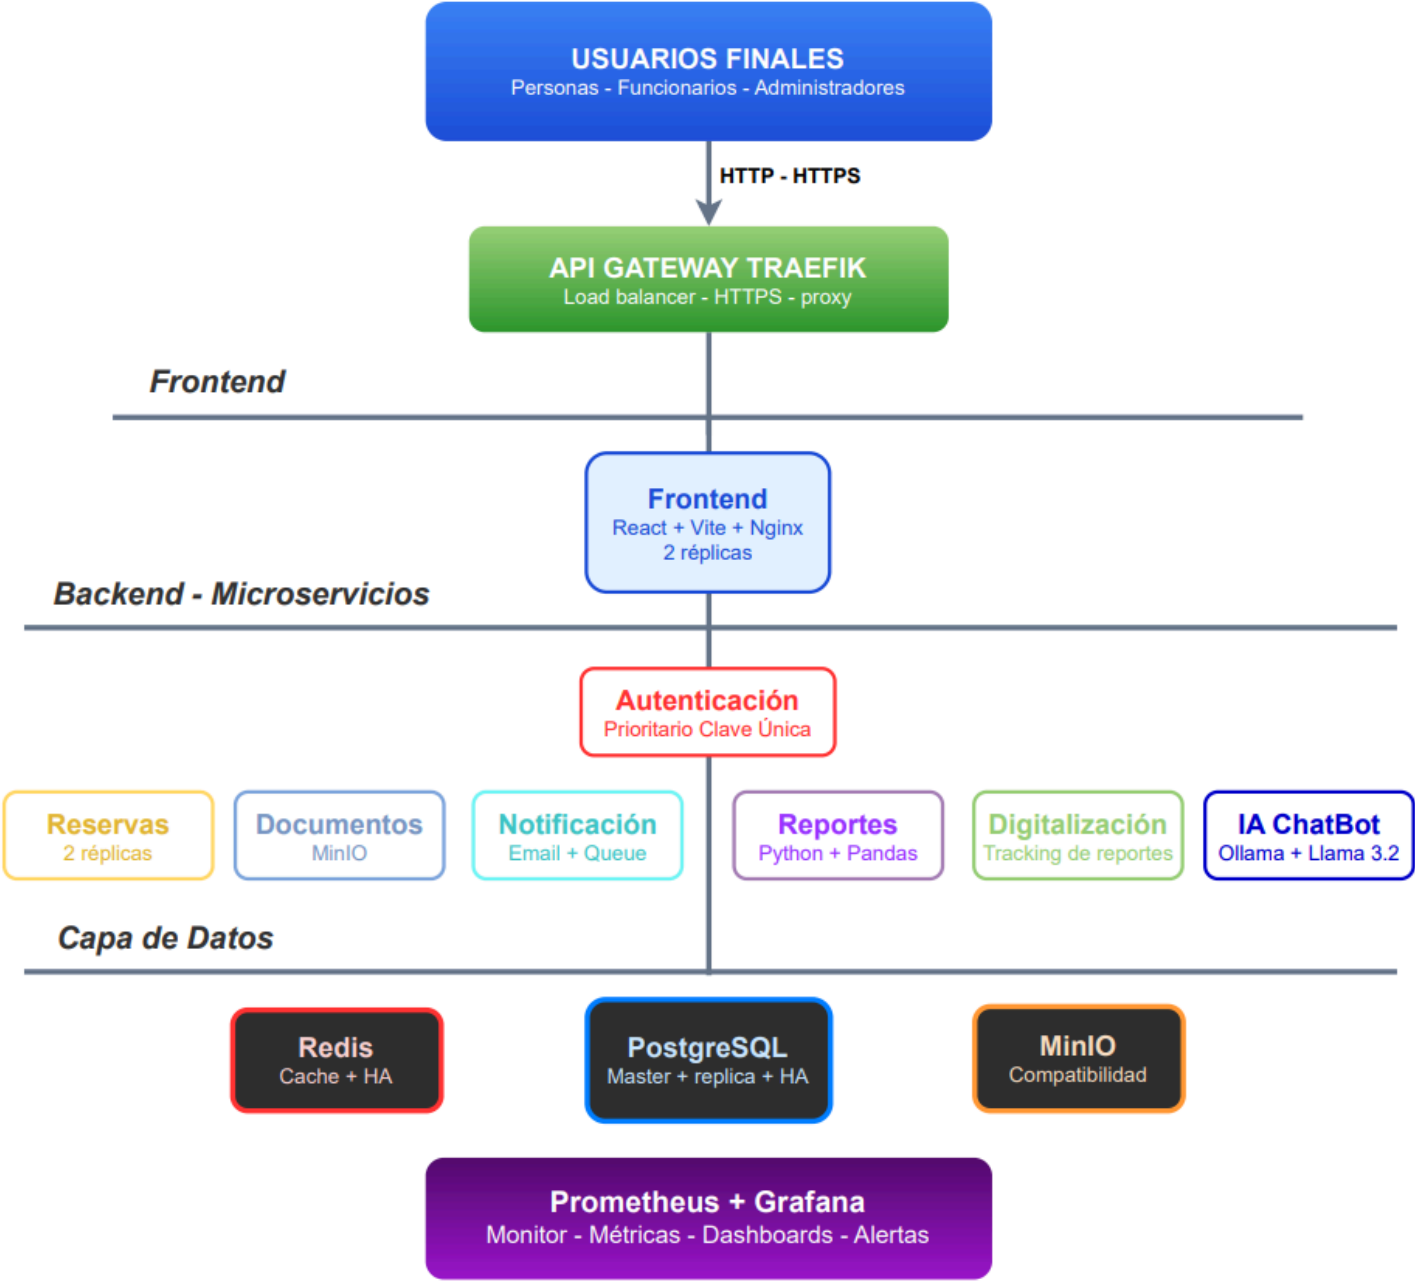 USUARIOS FINALES
Personas - Funcionarios - Administradores
HTTP - HTTPS
API GATEWAY TRAEFIK
Load balancer - HTTPS - proxy
Frontend
Frontend
React + Vite + Nginx
2 réplicas
Backend - Microservicios
Autenticación
Prioritario Clave Única
Reservas
2 réplicas
Documentos
MinIO
Notificación
Email + Queue
Reportes
Python + Pandas
Digitalización
Tracking de reportes
IA ChatBot
Ollama + Llama 3.2
Capa de Datos
Redis
Cache + HA
PostgreSQL
Master + replica + HA
MinIO
Compatibilidad
Prometheus + Grafana
Monitor - Métricas - Dashboards - Alertas